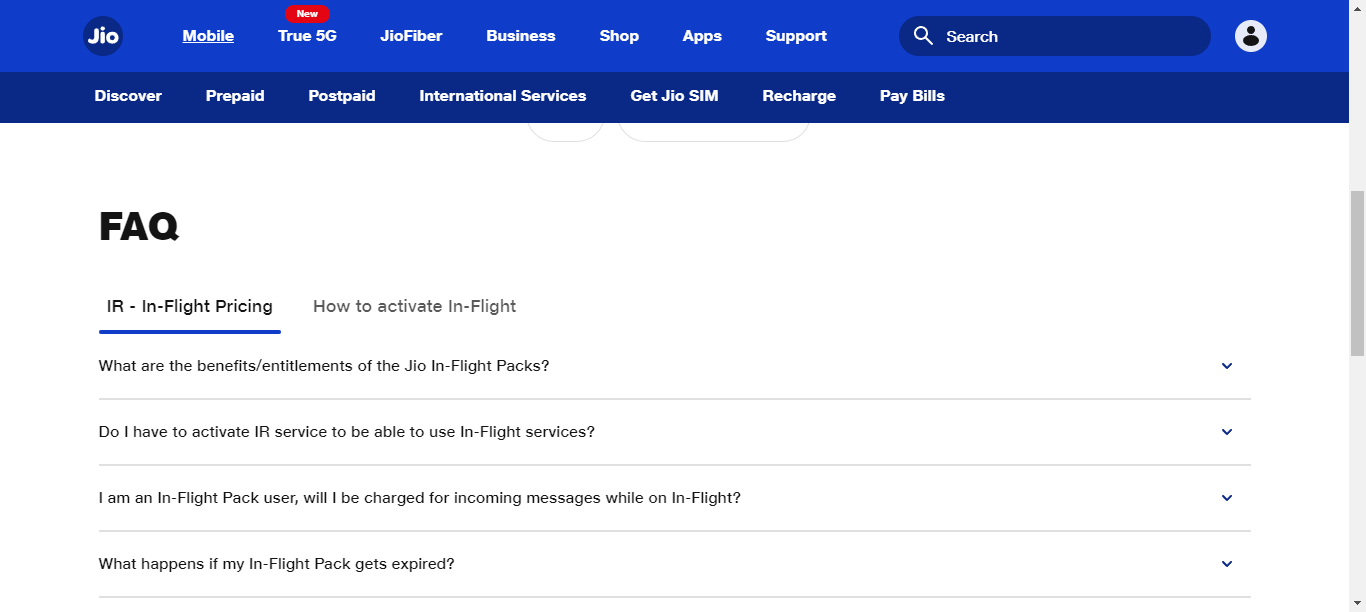 New
Jio Mobile True 5G JioFiber Business Shop Apps Support Search
Discover Prepaid Postpaid International Services Get Jio SIM Recharge Pay Bills
FAQ
IR - In-Flight Pricing How to activate In-Flight
What are the benefits/entitlements of the Jio In-Flight Packs?
Do I have to activate IR service to be able to use In-Flight services?
I am an In-Flight Pack user, will I be charged for incoming messages while on In-Flight?
What happens if my In-Flight Pack gets expired?